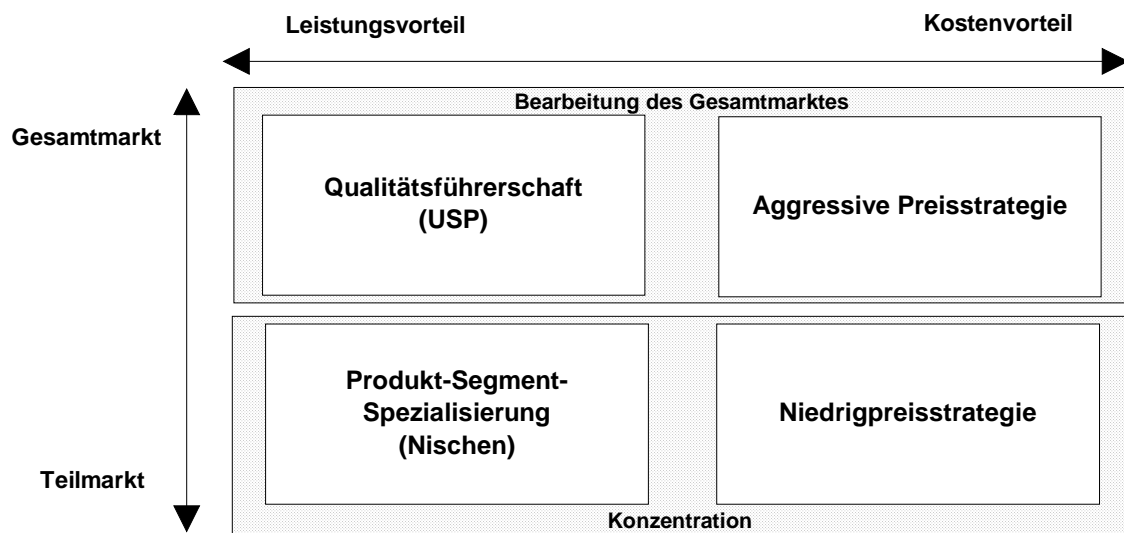 Leistungsvorteil
Kostenvorteil
Bearbeitung des Gesamtmarktes
Gesamtmarkt
Qualitätsführerschaft
(USP)
Aggressive Preisstrategie
Produkt-Segment-
Spezialisierung
(Nischen)
Niedrigpreisstrategie
Teilmarkt
Konzentration